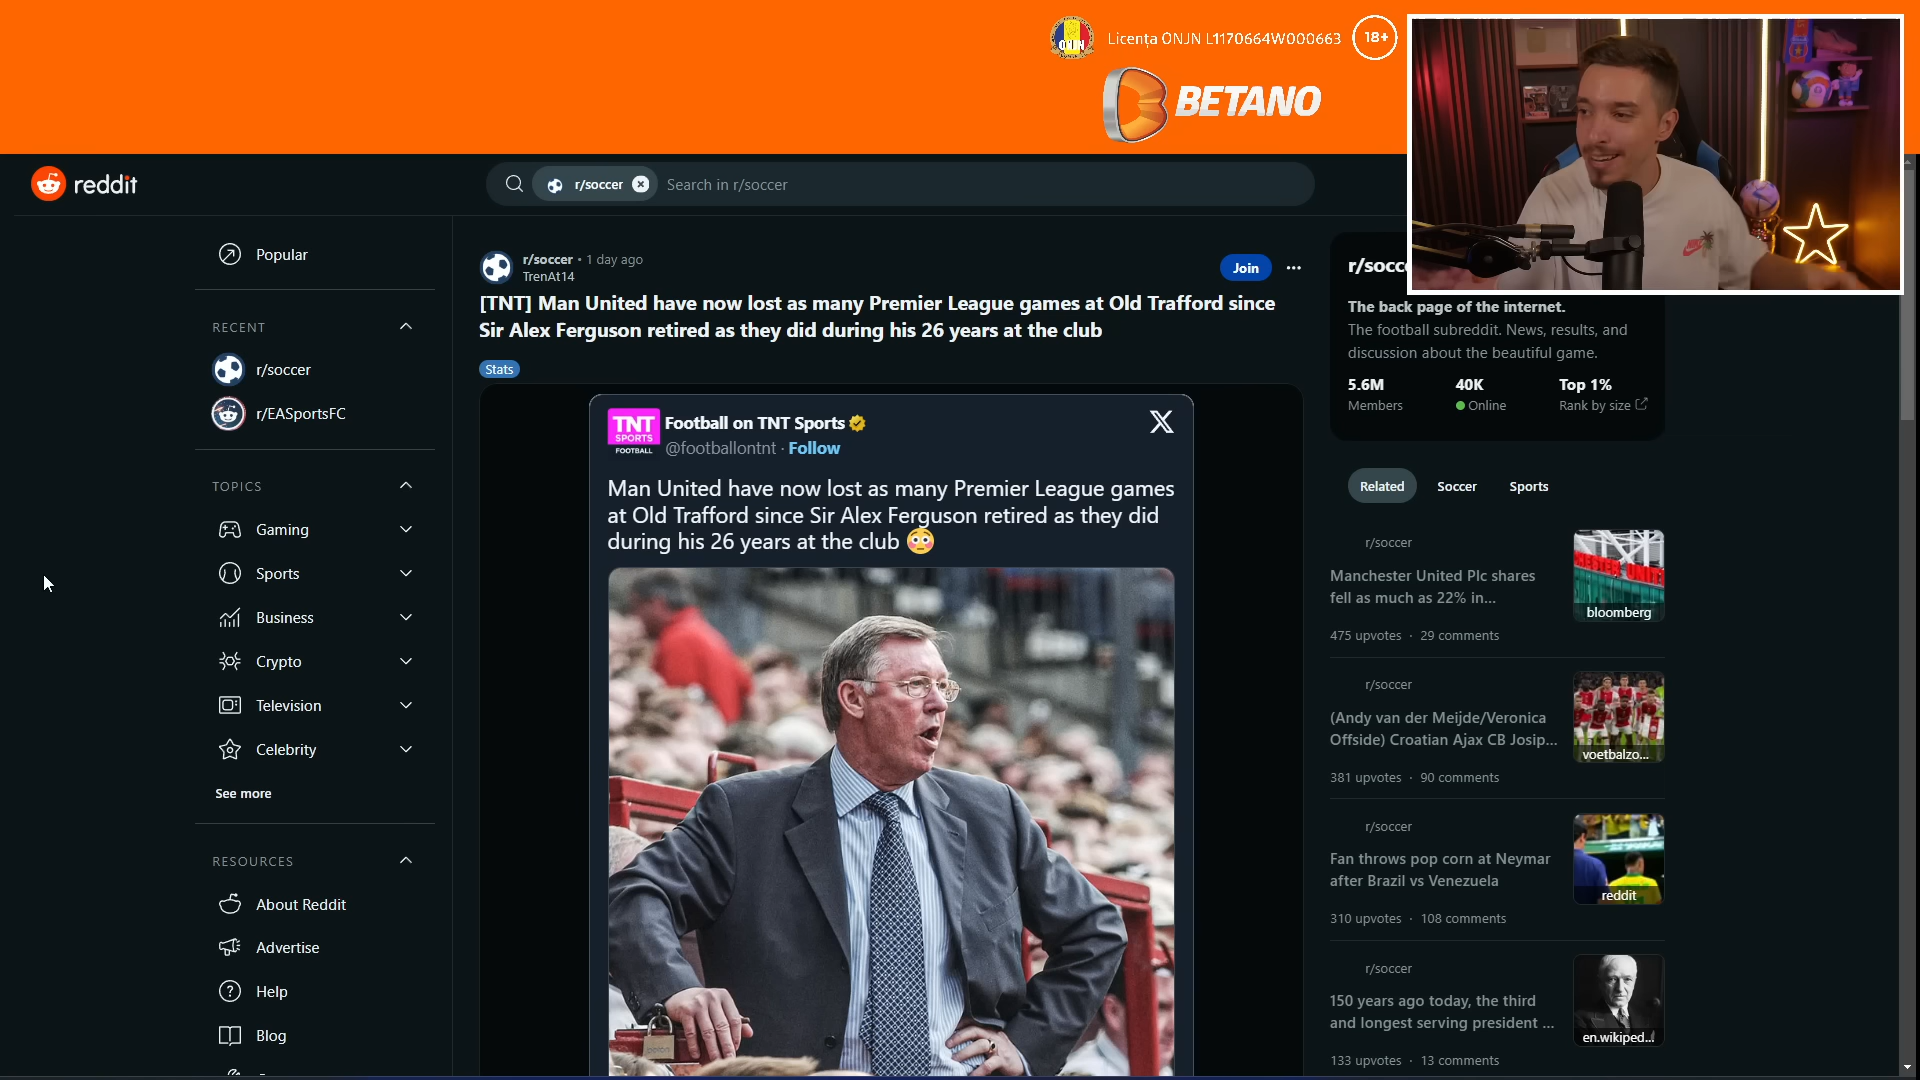 ONJN
Licența ONJN L1170664W000663
18+
BETANO
reddit
r/soccer
Search in r/soccer
Popular
RECENT
r/soccer
r/EASportsFC
TOPICS
Gaming
Sports
Business
Crypto
Television
Celebrity
See more
RESOURCES
About Reddit
Advertise
Help
Blog
r/soccer • 1 day ago
TrenAt14
Join
[TNT] Man United have now lost as many Premier League games at Old Trafford since
Sir Alex Ferguson retired as they did during his 26 years at the club
Stats
TNT
SPORTS
FOOTBALL
Football on TNT Sports
@footballontnt · Follow
Man United have now lost as many Premier League games
at Old Trafford since Sir Alex Ferguson retired as they did
during his 26 years at the club 😳
r/socc
The back page of the internet.
The football subreddit. News, results, and
discussion about the beautiful game.
5.6M 40K Top 1%
Members Online Rank by size
Related Soccer Sports
r/soccer
Manchester United Plc shares
fell as much as 22% in...
bloomberg
475 upvotes · 29 comments
r/soccer
(Andy van der Meijde/Veronica
Offside) Croatian Ajax CB Josip...
voetbalzo...
381 upvotes · 90 comments
r/soccer
Fan throws pop corn at Neymar
after Brazil vs Venezuela
reddit
310 upvotes · 108 comments
r/soccer
150 years ago today, the third
and longest serving president ...
en.wikiped...
133 upvotes · 13 comments